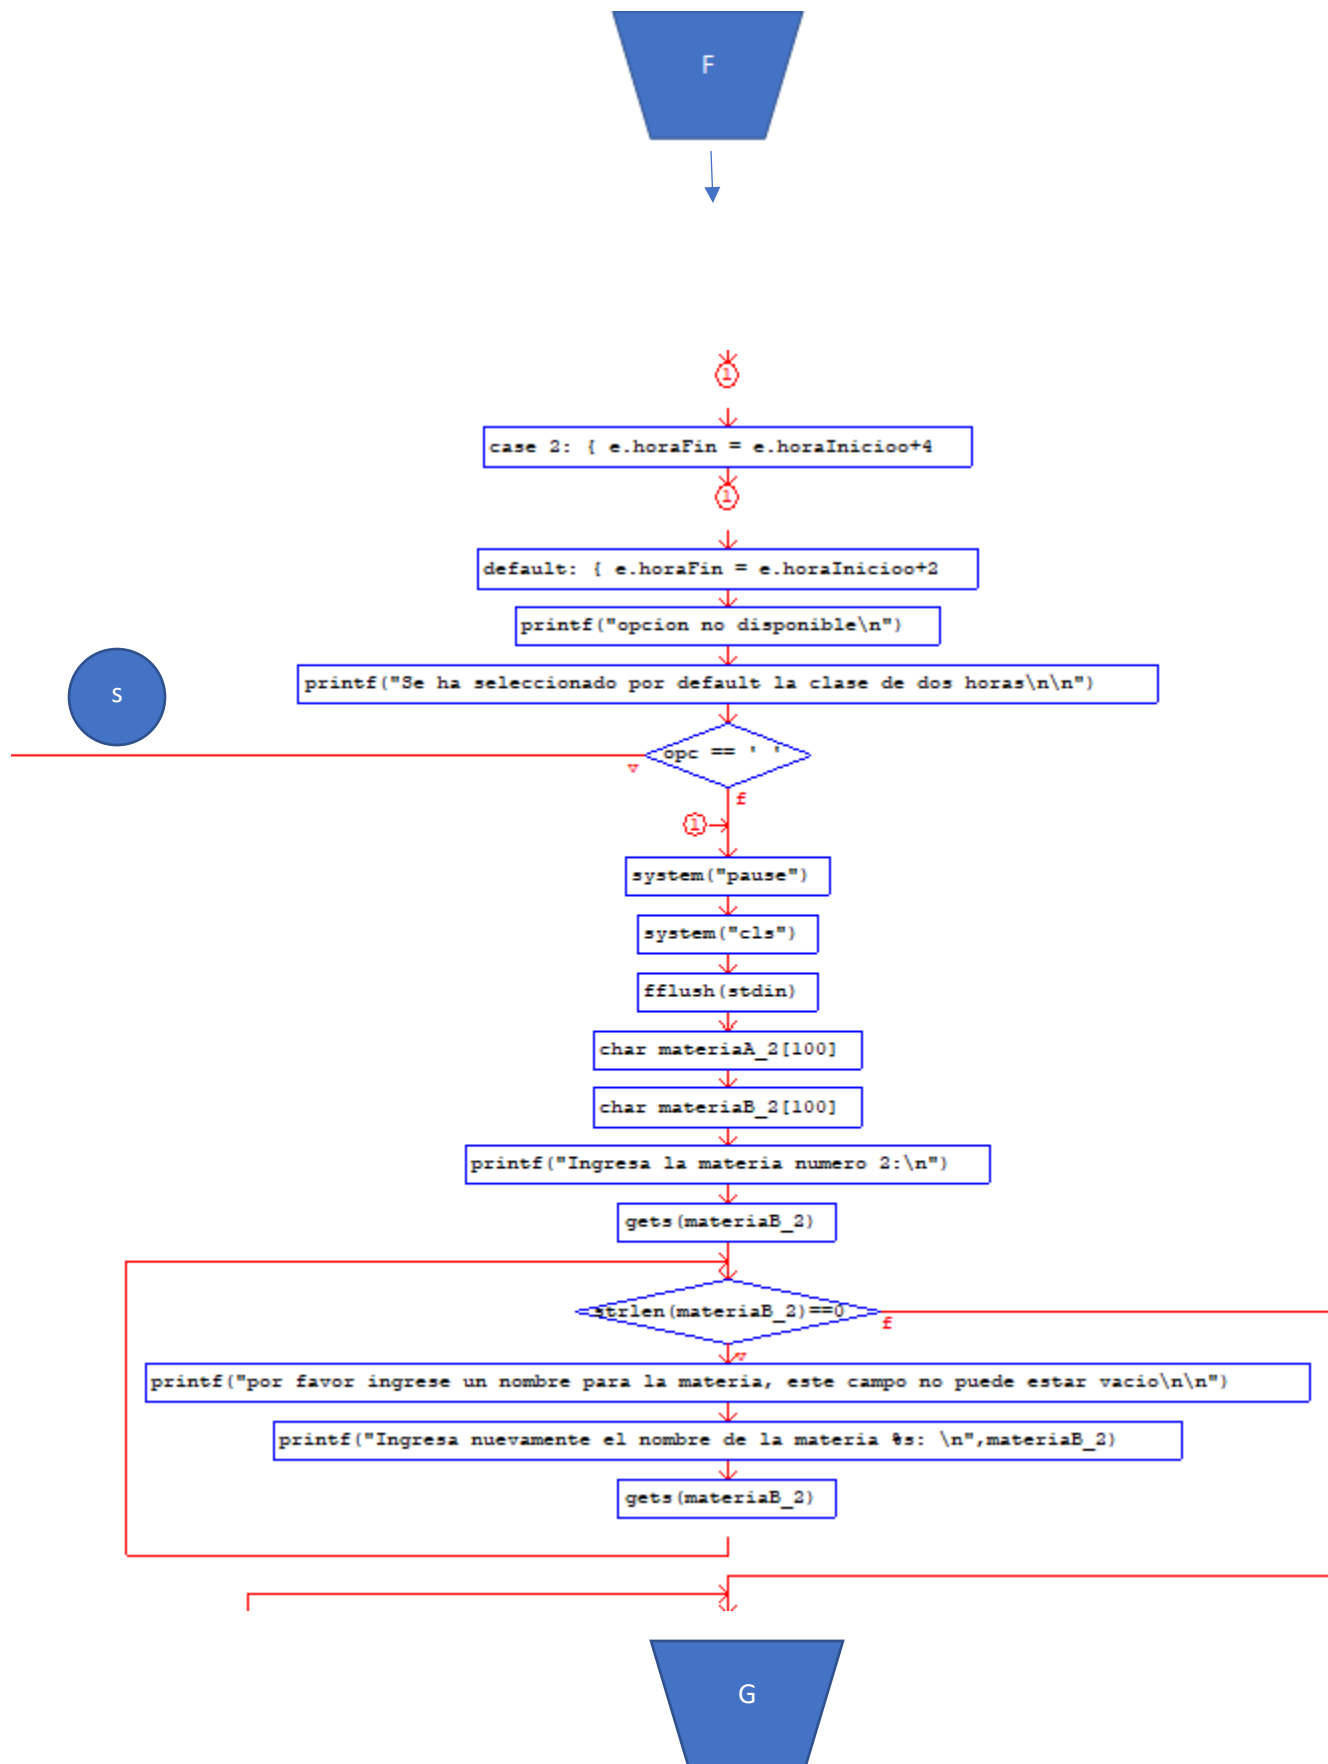 F
1
case 2: { e.horaFin = e.horaInicioo+4
1
default: { e.horaFin = e.horaInicioo+2
printf("opcion no disponible\n")
printf("Se ha seleccionado por default la clase de dos horas\n\n")
S
opc == ' '
v
f
1
system("pause")
system("cls")
fflush(stdin)
char materiaA_2[100]
char materiaB_2[100]
printf("Ingresa la materia numero 2:\n")
gets(materiaB_2)
strlen(materiaB_2)==0
f
v
printf("por favor ingrese un nombre para la materia, este campo no puede estar vacio\n\n")
printf("Ingresa nuevamente el nombre de la materia %s: \n",materiaB_2)
gets(materiaB_2)
G